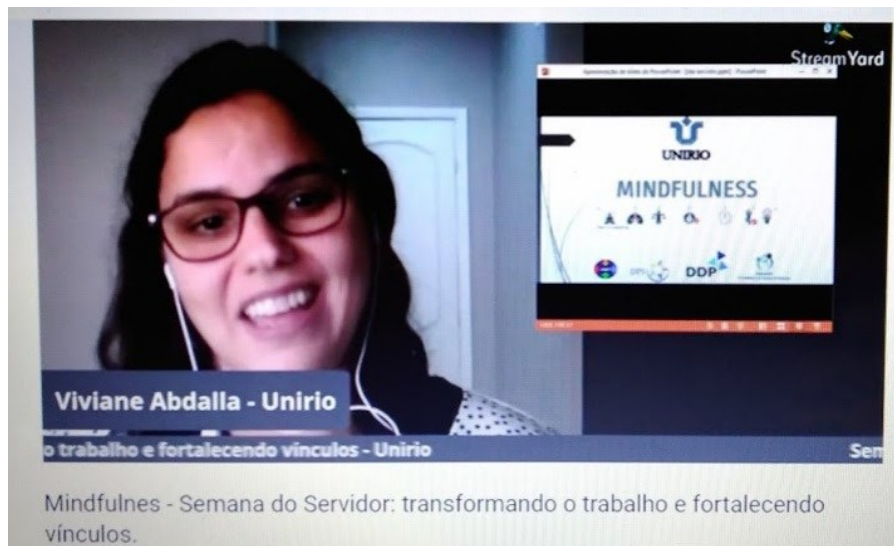 StreamYard
UNIRIO
MINDFULNESS
DDP
Viviane Abdalla - Unirio
o trabalho e fortalecendo vínculos - Unirio
Sem
Mindfulnes - Semana do Servidor: transformando o trabalho e fortalecendo
vínculos.